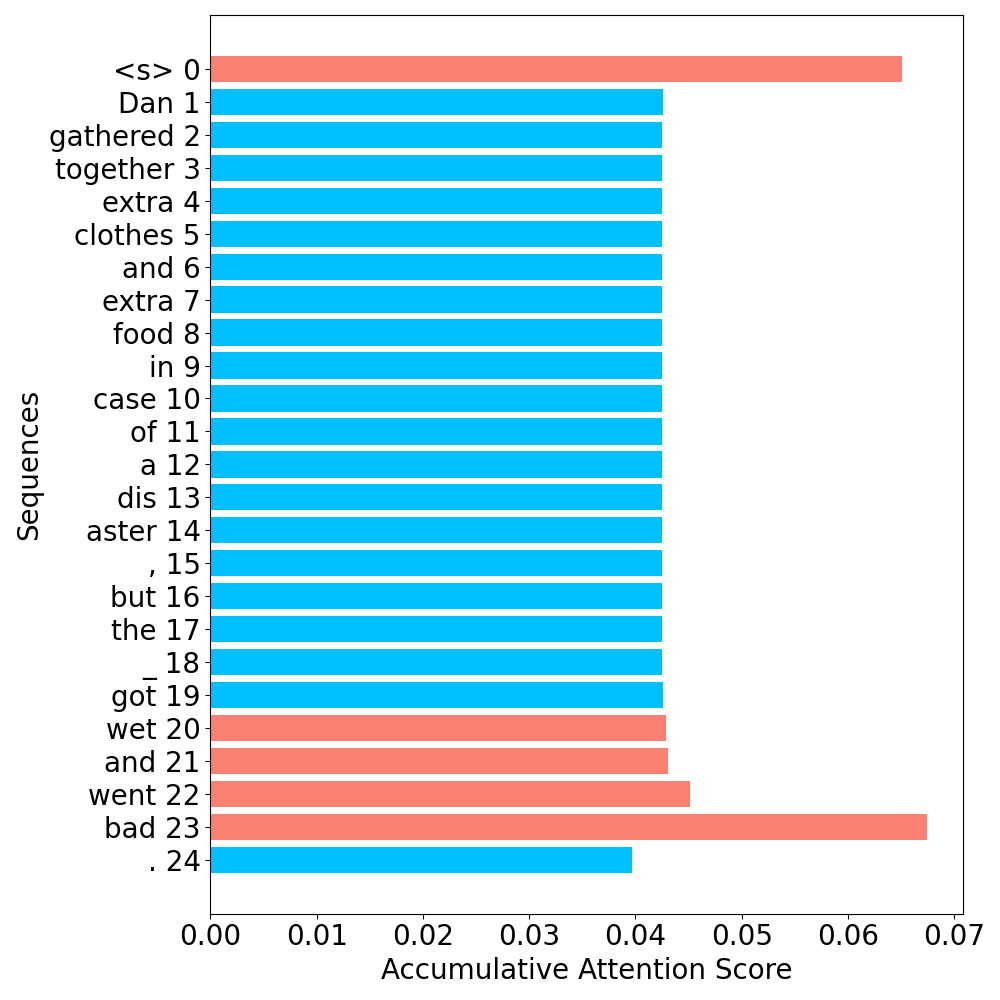 <s> 0
Dan 1
gathered 2
together 3
extra 4
clothes 5
and 6
extra 7
food 8
in 9
case 10
of 11
a 12
dis 13
aster 14
, 15
but 16
the 17
_ 18
got 19
wet 20
and 21
went 22
bad 23
. 24
Sequences
0.00 0.01 0.02 0.03 0.04 0.05 0.06 0.07
Accumulative Attention Score